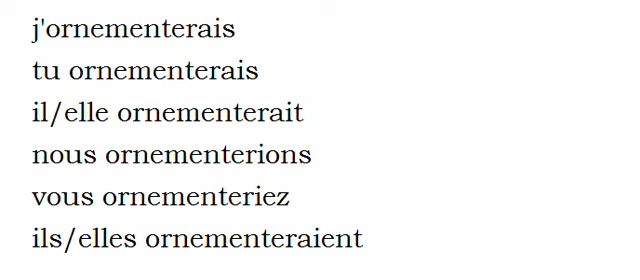 j'ornementerais
tu ornementerais
il/elle ornementerait
nous ornementerions
vous ornementeriez
ils/elles ornementeraient